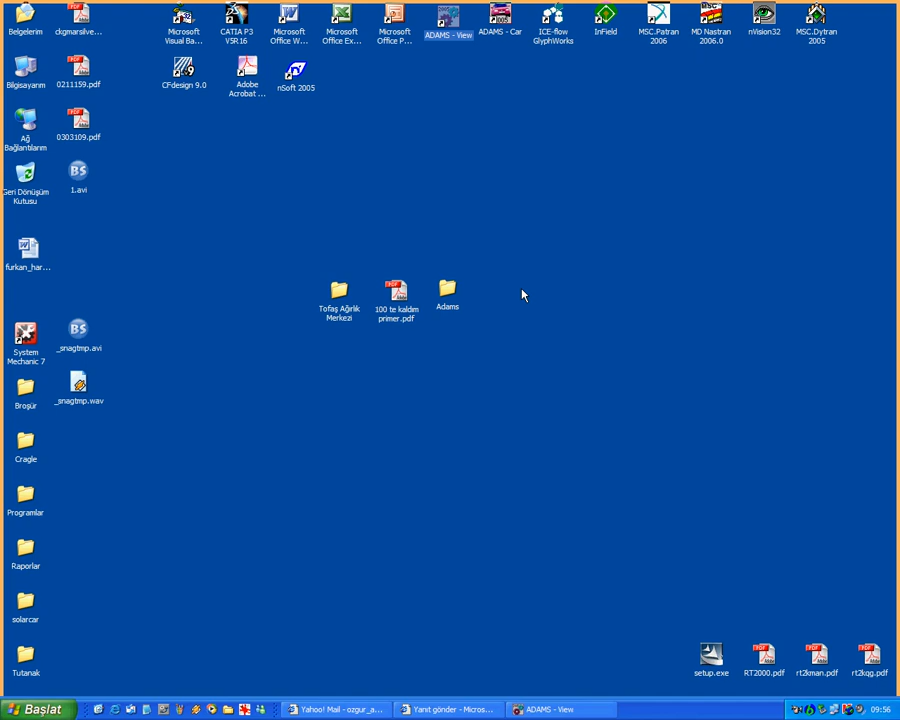 Belgelerim
ckgmarsilve...
Microsoft
Visual Ba...
CATIA P3
V5R16
Microsoft
Office W...
Microsoft
Office Ex...
Microsoft
Office P...
ADAMS - View
ADAMS - Car
ICE-flow
GlyphWorks
InField
MSC.Patran
2006
MD Nastran
2006.0
nVision32
MSC.Dytran
2005
Bilgisayarım
0211159.pdf
CFdesign 9.0
Adobe
Acrobat ...
nSoft 2005
Ağ
Bağlantılarım
0303109.pdf
Geri Dönüşüm
Kutusu
1.avi
furkan_har...
Tofaş Ağırlık
Merkezi
100 te kaldım
primer.pdf
Adams
System
Mechanic 7
_snagtmp.avi
Broşür
_snagtmp.wav
Cragle
Programlar
Raporlar
solarcar
Tutanak
setup.exe
RT2000.pdf
rt2kman.pdf
rt2kqg.pdf
Başlat
Yahoo! Mail - ozgur_a...
Yanıt gönder - Micros...
ADAMS - View
09:56